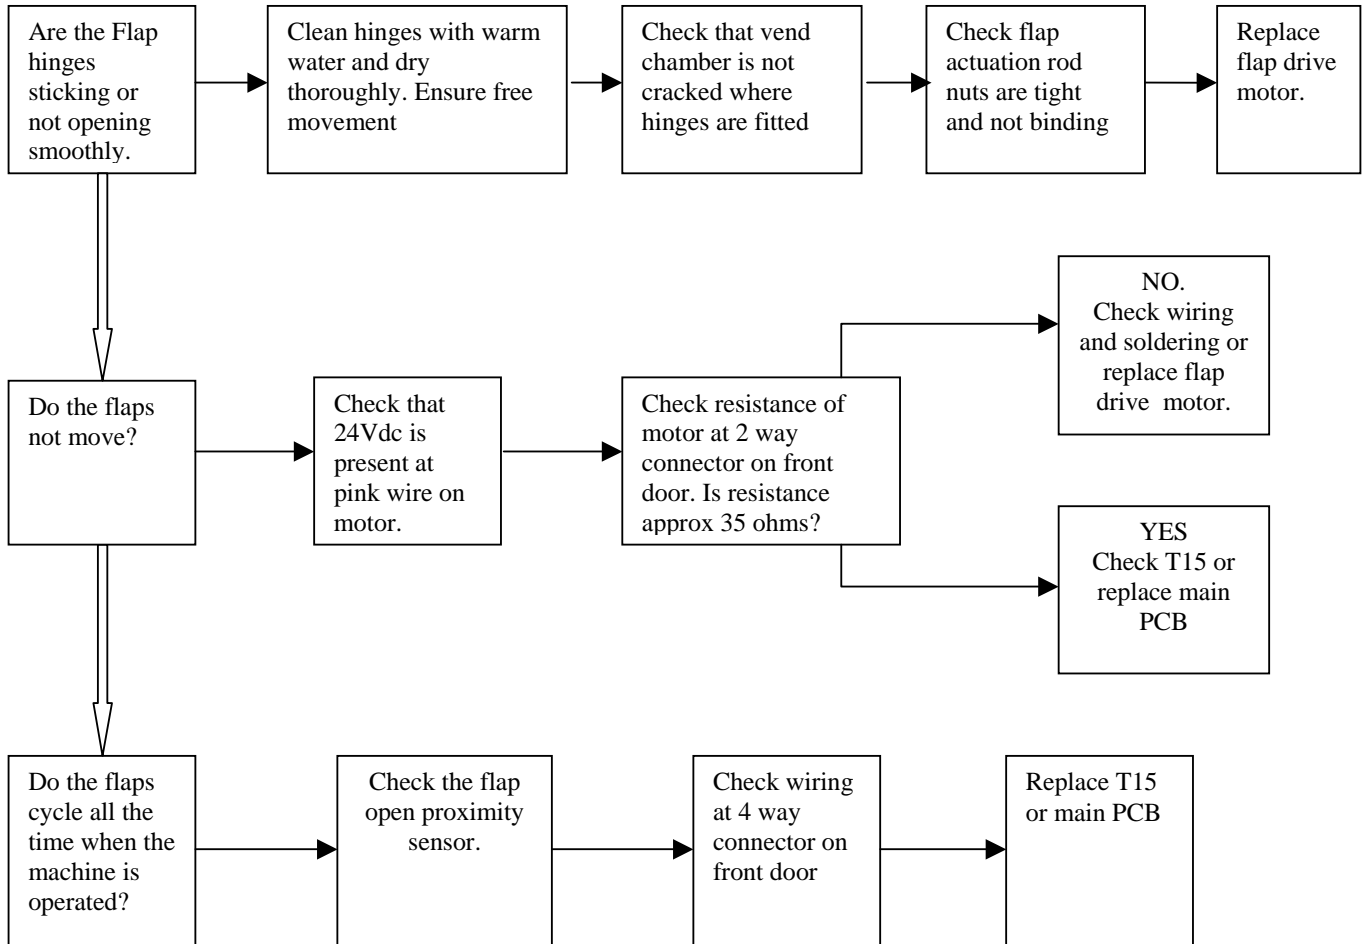 Are the Flap
hinges
sticking or
not opening
smoothly.
Clean hinges with warm
water and dry
thoroughly. Ensure free
movement
Check that vend
chamber is not
cracked where
hinges are fitted
Check flap
actuation rod
nuts are tight
and not binding
Replace
flap drive
motor.
Do the flaps
not move?
Check that
24Vdc is
present at
pink wire on
motor.
Check resistance of
motor at 2 way
connector on front
door. Is resistance
approx 35 ohms?
NO.
Check wiring
and soldering or
replace flap
drive motor.
YES
Check T15 or
replace main
PCB
Do the flaps
cycle all the
time when the
machine is
operated?
Check the flap
open proximity
sensor.
Check wiring
at 4 way
connector on
front door
Replace T15
or main PCB